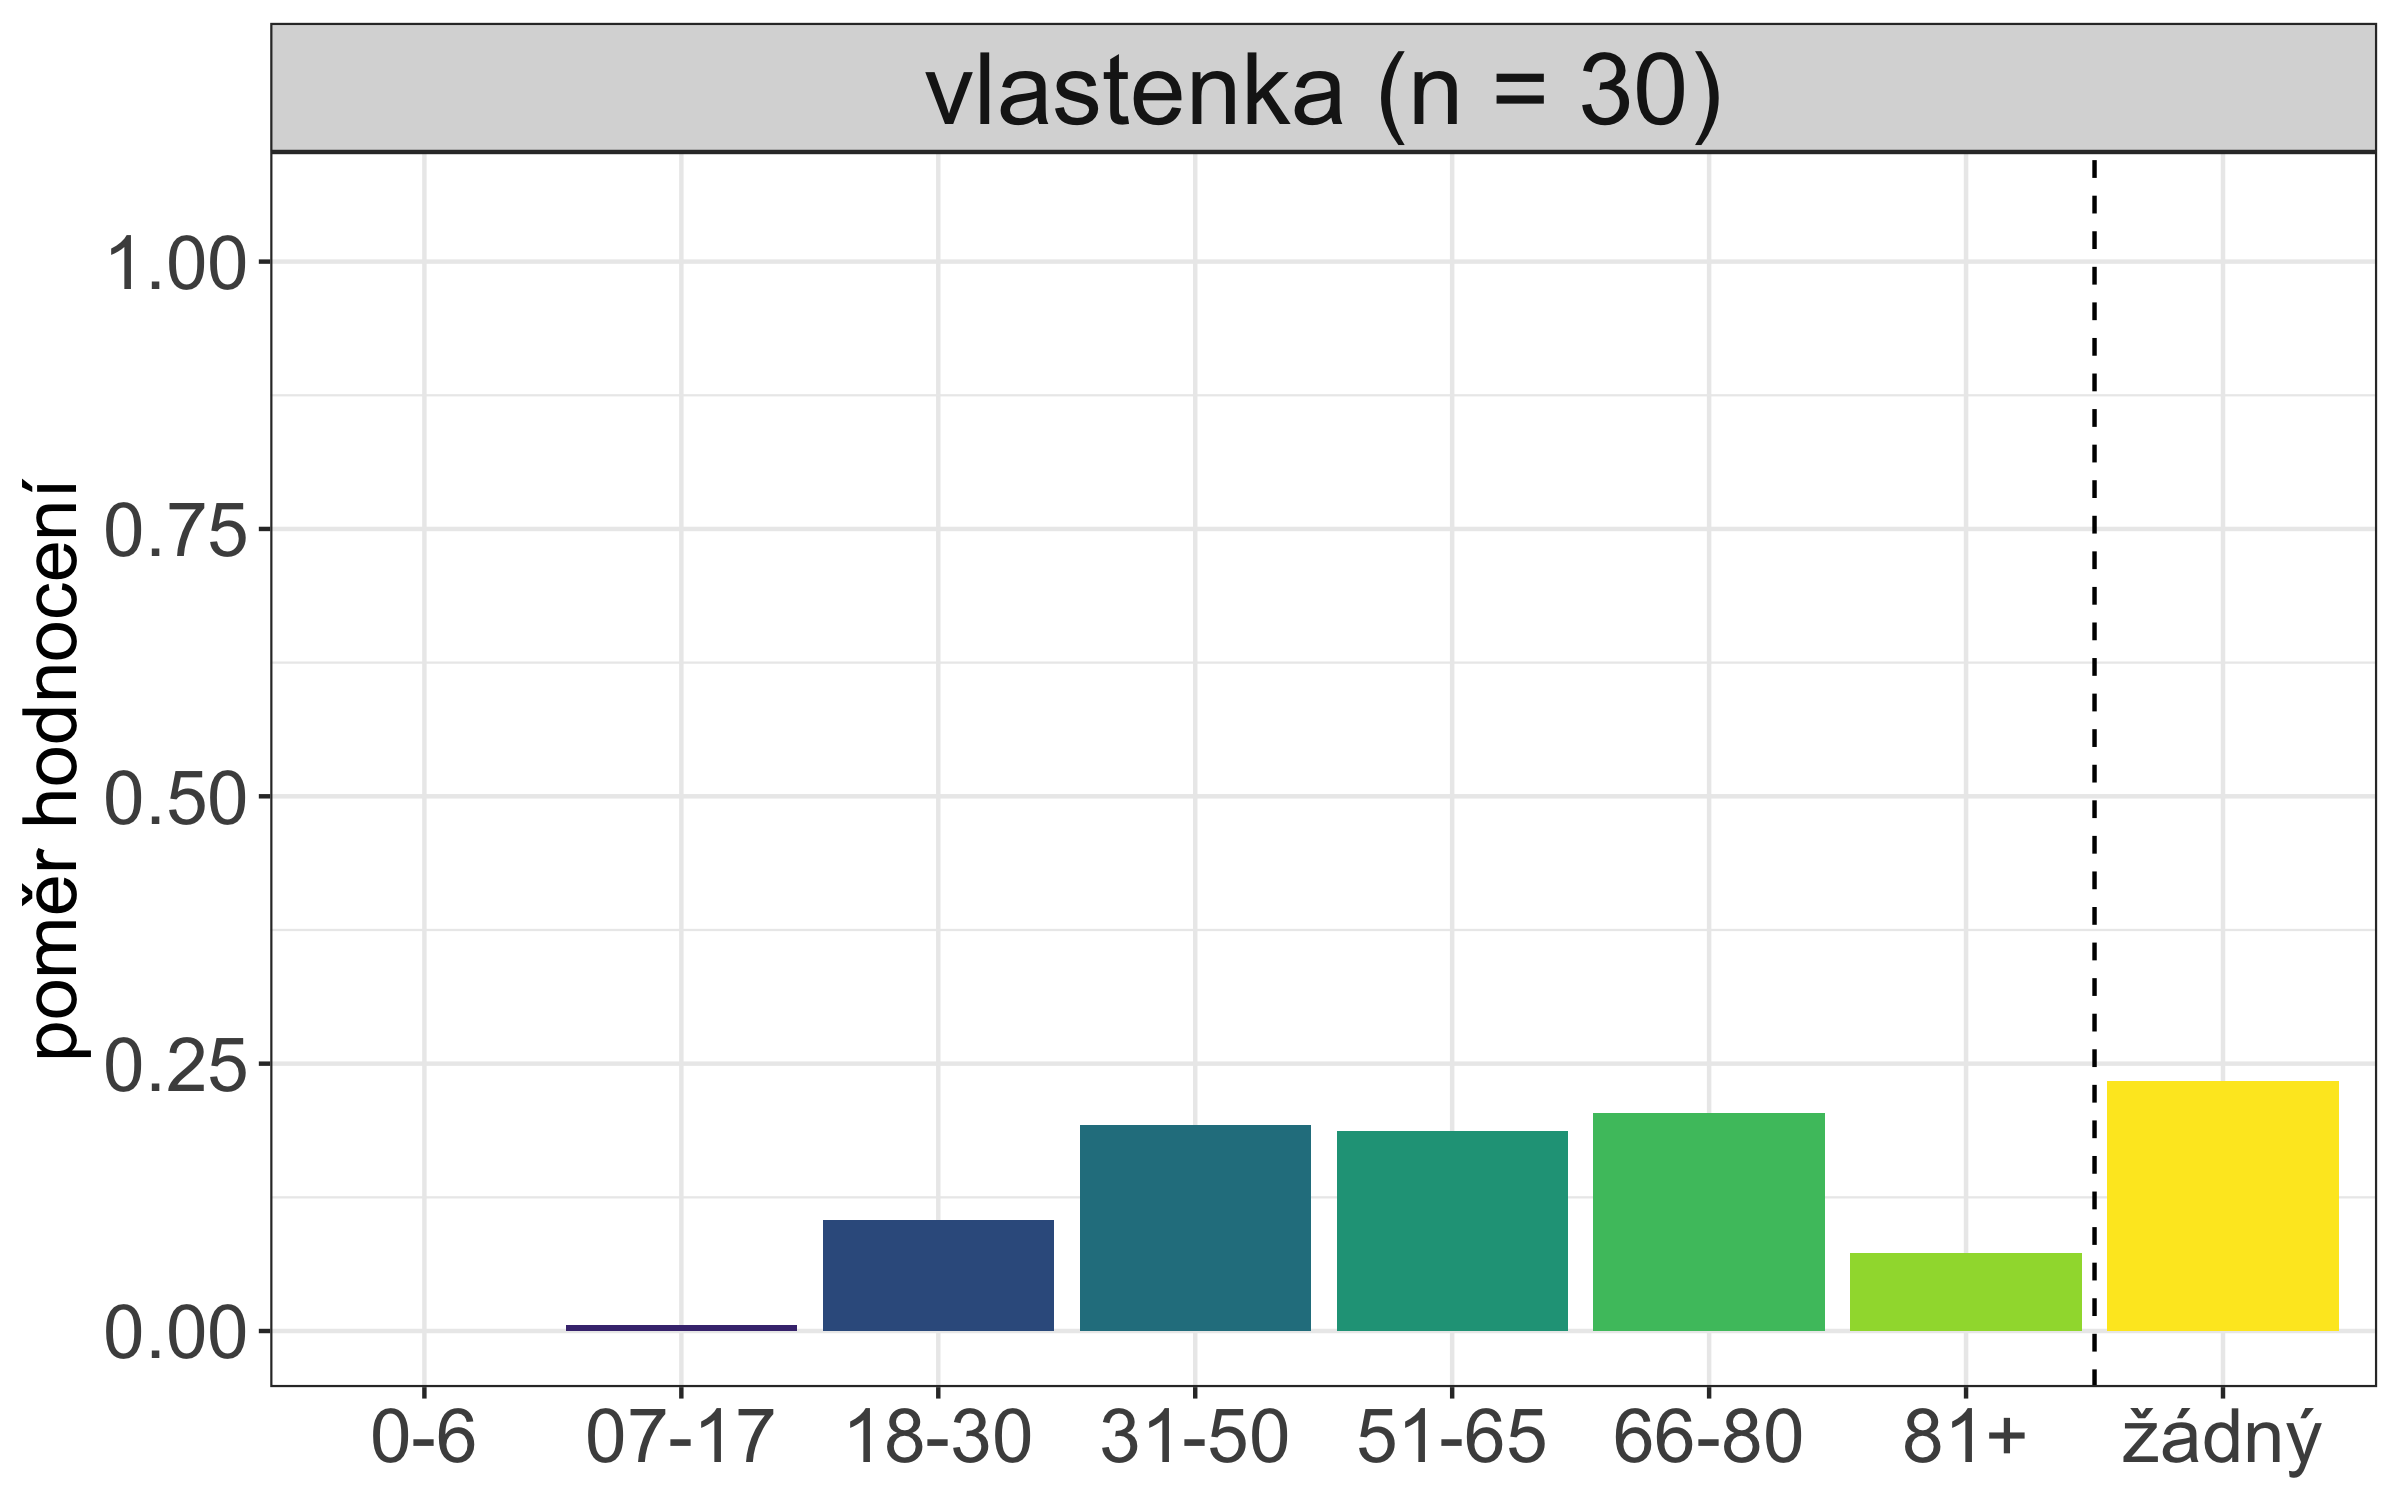 vlastenka (n = 30)
poměr hodnocení
1.00
0.75
0.50
0.25
0.00
0-6 07-17 18-30 31-50 51-65 66-80 81+ žádný